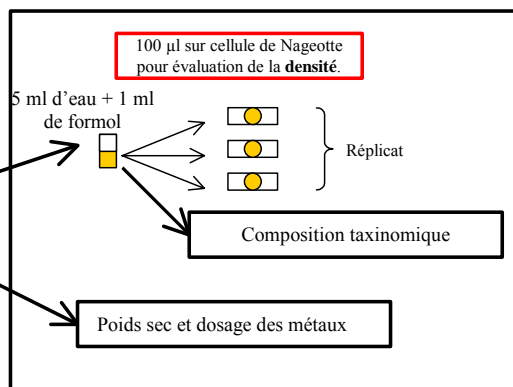 100 µl sur cellule de Nageotte
pour évaluation de la densité.
5 ml d'eau + 1 ml
de formol
Réplicat
Composition taxinomique
Poids sec et dosage des métaux